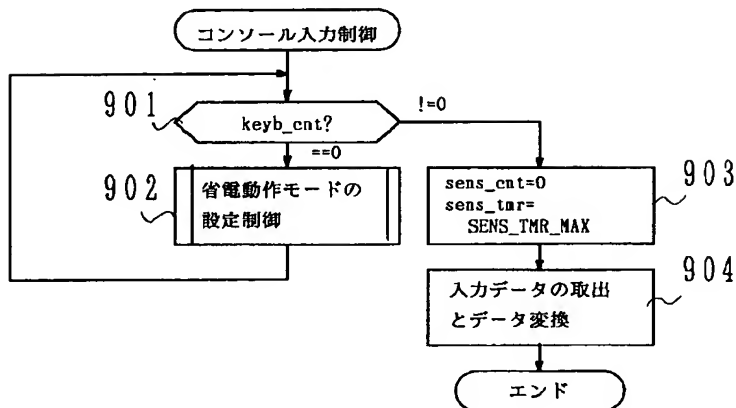 コンソール入力制御
901
keyb_cnt?
!=0
==0
902
省電動作モードの
設定制御
sens_cnt=0
sens_tmr=
SENS_TMR_MAX
903
入力データの取出
とデータ変換
904
エンド